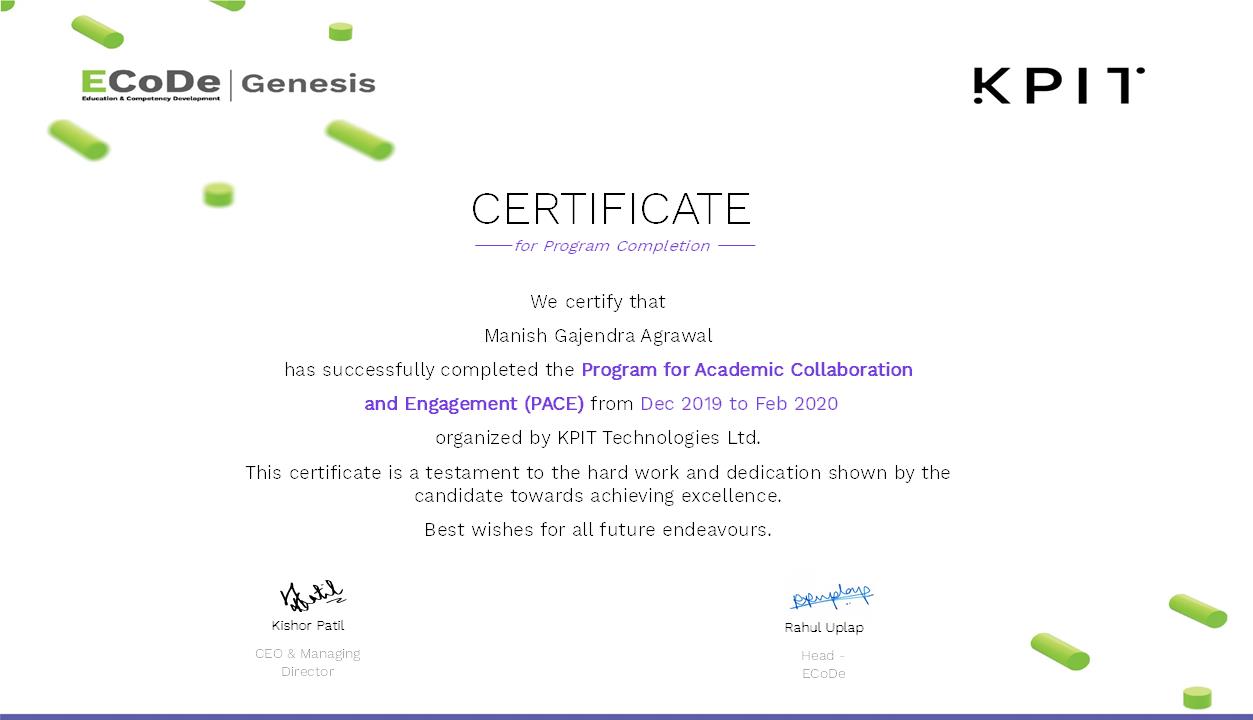 ECoDe Genesis
Education & Competency Development
KPIT
CERTIFICATE
for Program Completion
We certify that
Manish Gajendra Agrawal
has successfully completed the Program for Academic Collaboration
and Engagement (PACE) from Dec 2019 to Feb 2020
organized by KPIT Technologies Ltd.
This certificate is a testament to the hard work and dedication shown by the
candidate towards achieving excellence.
Best wishes for all future endeavours.
Kishor Patil
CEO & Managing
Director
Rahul Uplap
Head -
ECoDe